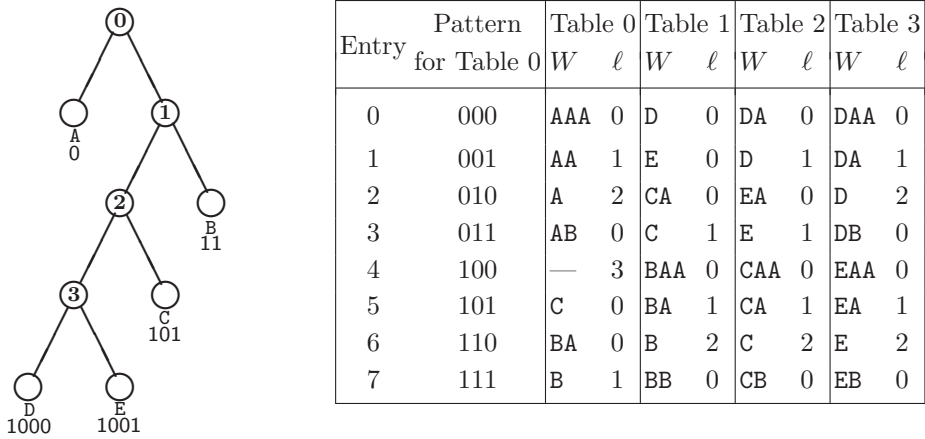 0
1
A
0
2
B
11
3
C
101
D
1000
E
1001
Entry Pattern for Table 0 Table 0 Table 1 Table 2 Table 3
W ℓ W ℓ W ℓ W ℓ
0 000 AAA 0 D 0 DA 0 DAA 0
1 001 AA 1 E 0 D 1 DA 1
2 010 A 2 CA 0 EA 0 D 2
3 011 AB 0 C 1 E 1 DB 0
4 100 — 3 BAA 0 CAA 0 EAA 0
5 101 C 0 BA 1 CA 1 EA 1
6 110 BA 0 B 2 C 2 E 2
7 111 B 1 BB 0 CB 0 EB 0